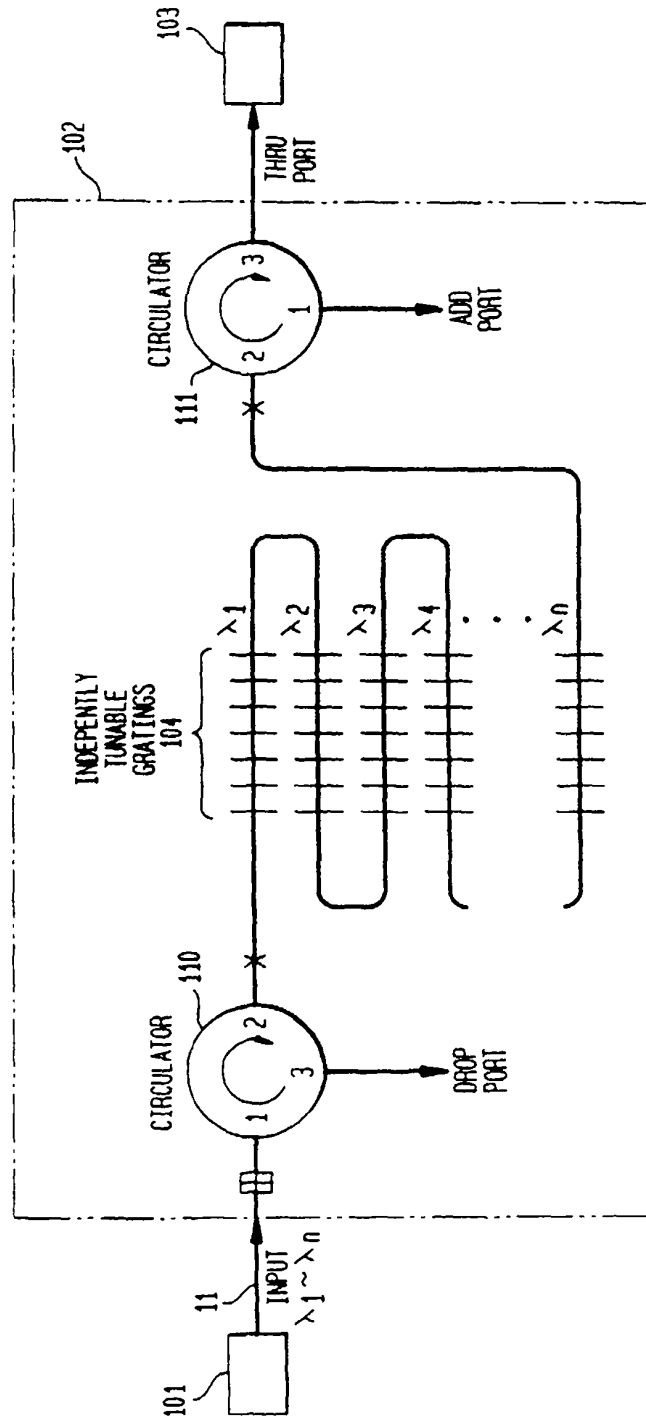 102
103
THRU
PORT
CIRCULATOR
111
1
2
3
ADD
PORT
INDEPENTLY
TUNABLE
GRATINGS
104
λ1
λ2
λ3
λ4
. . .
λn
CIRCULATOR
110
1
2
3
DROP
PORT
101
11
INPUT
λ1 ~ λn